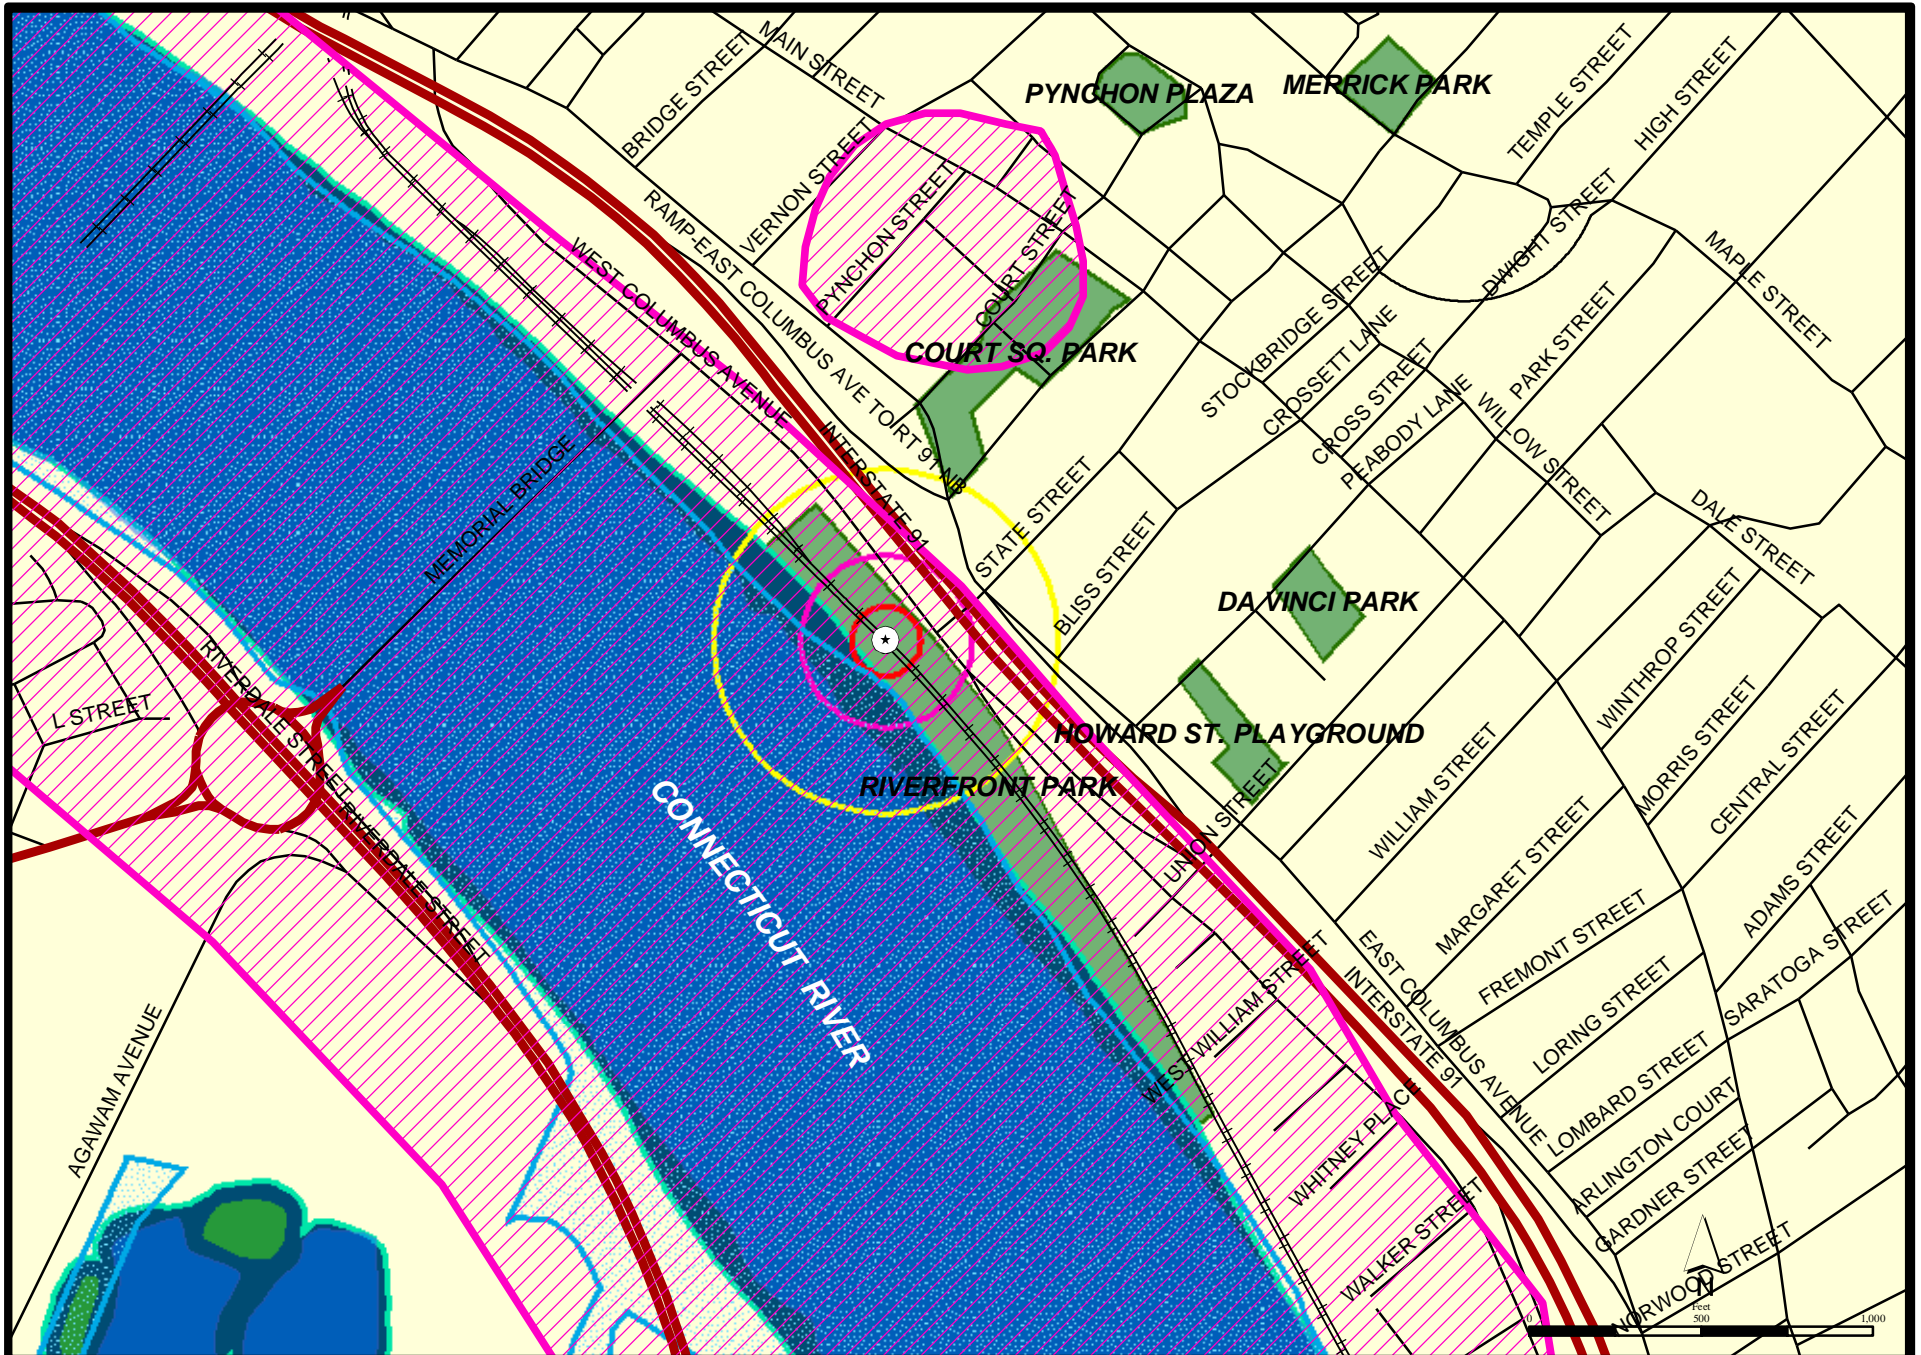 MAIN STREET
BRIDGE STREET
PYNCHON PLAZA
MERRICK PARK
TEMPLE STREET
HIGH STREET
VERNON STREET
PYNCHON STREET
COURT STREET
RAMP-EAST COLUMBUS AVE TO RT 91 NB
WEST COLUMBUS AVENUE
DWIGHT STREET
MAPLE STREET
STOCKBRIDGE STREET
CROSSETT LANE
CROSS STREET
PARK STREET
PEABODY LANE
WILLOW STREET
COURT SQ. PARK
INTERSTATE 91
MEMORIAL BRIDGE
STATE STREET
BLISS STREET
DALE STREET
DA VINCI PARK
WINTHROP STREET
MORRIS STREET
CENTRAL STREET
L STREET
RIVERDALE STREET
RIVERDALE STREET
HOWARD ST. PLAYGROUND
RIVERFRONT PARK
CONNECTICUT RIVER
UNION STREET
WILLIAM STREET
MARGARET STREET
ADAMS STREET
FREMONT STREET
SARATOGA STREET
LORING STREET
EAST COLUMBUS AVENUE
INTERSTATE 91
WEST WILLIAM STREET
LOMBARD STREET
ARLINGTON COURT
GARDNER STREET
WHITNEY PLACE
WALKER STREET
NORWOOD STREET
AGAWAM AVENUE
N
Feet
0 500 1,000